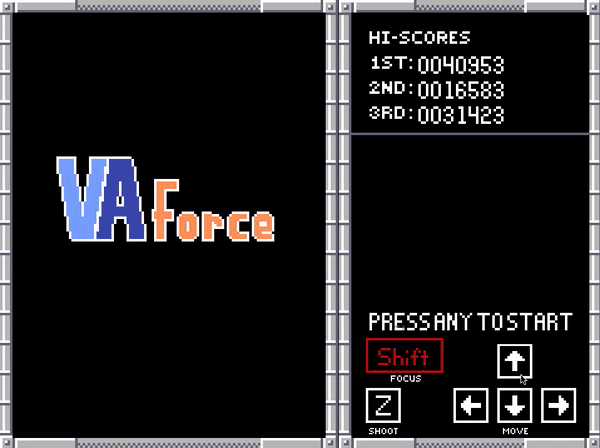 VA force
HI-SCORES
1ST: 0040953
2ND: 0016583
3RD: 0031423
PRESS ANY TO START
Shift
FOCUS
Z
SHOOT
MOVE